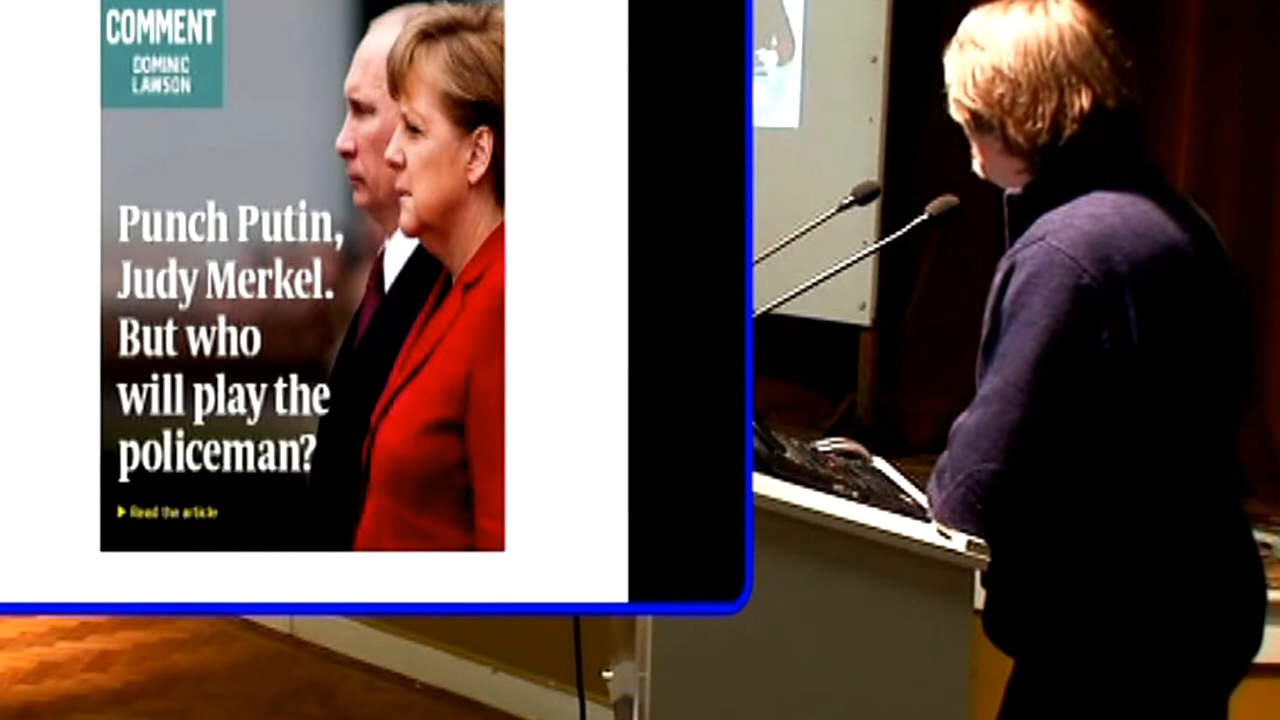 COMMENT
DOMINIC
LAWSON
Punch Putin,
Judy Merkel.
But who
will play the
policeman?
Read the article